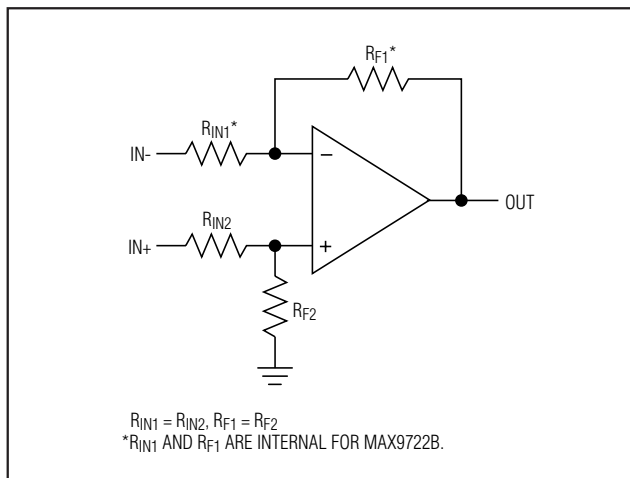 RF1*
RIN1*
IN-
−
OUT
RIN2
IN+
+
RF2
RIN1 = RIN2, RF1 = RF2
*RIN1 AND RF1 ARE INTERNAL FOR MAX9722B.